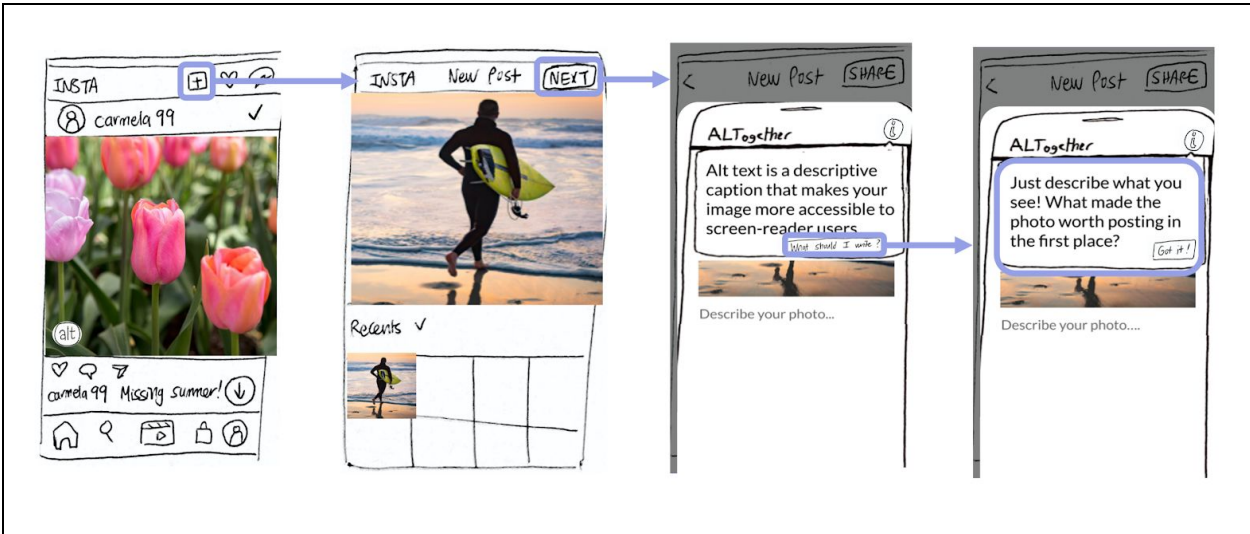 INSTA
carmela 99
alt
carmela 99 Missing summer!
INSTA New Post NEXT
Recents
New Post SHARE
ALTogether i
Alt text is a descriptive
caption that makes your
image more accessible to
screen-reader users
What should I write?
Describe your photo...
New Post SHARE
ALTogether i
Just describe what you
see! What made the
photo worth posting in
the first place?
Got it!
Describe your photo....